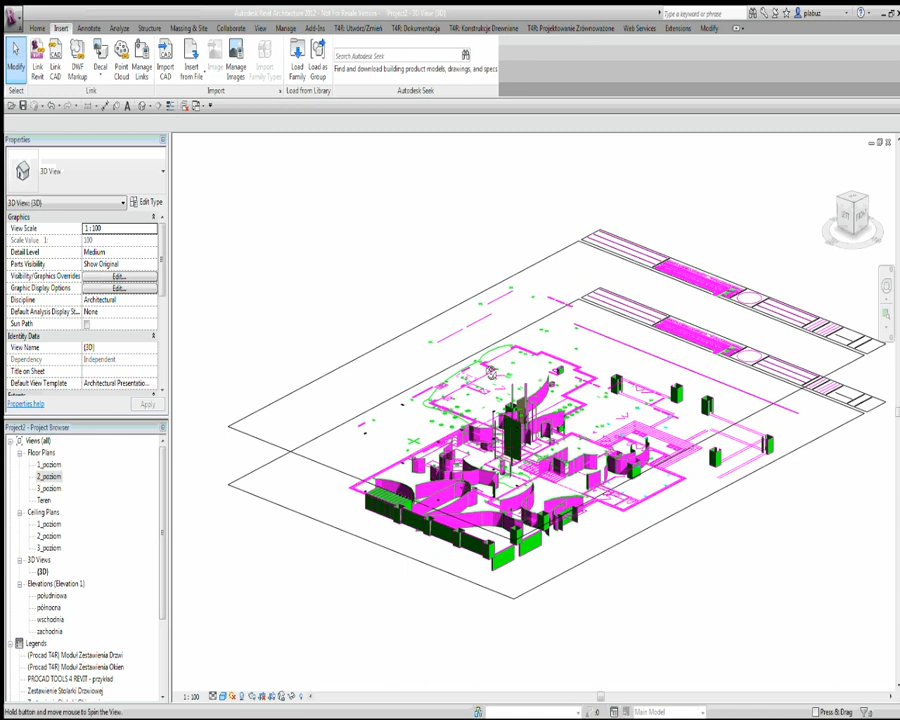 Autodesk Revit Architecture 2012 - Not For Resale Version - Project2 - 3D View: {3D}
Type a keyword or phrase
piabuz
Home Insert Annotate Analyze Structure Massing & Site Collaborate View Manage Add-Ins T4R: Utwórz/Zmień T4R: Dokumentacja T4R: Konstrukcje Drewniane T4R: Projektowanie Zrównoważone Web Services Extensions Modify
Modify
Link Revit
Link CAD
DWF Markup
Decal
Point Cloud
Manage Links
Import CAD
Insert from File
Manage Images
Import Family Types
Load Family
Load as Group
Search Autodesk Seek
Find and download building product models, drawings, and specs
Select Link Import Load from Library Autodesk Seek
Properties
3D View
3D View: {3D} Edit Type
Graphics
View Scale 1 : 100
Scale Value 1: 100
Detail Level Medium
Parts Visibility Show Original
Visibility/Graphics Overrides Edit...
Graphic Display Options Edit...
Discipline Architectural
Default Analysis Display St... None
Sun Path
Identity Data
View Name {3D}
Dependency Independent
Title on Sheet
Default View Template Architectural Presentatio...
Extents
Properties help Apply
Project2 - Project Browser
Views (all)
Floor Plans
1_poziom
2_poziom
3_poziom
Teren
Ceiling Plans
1_poziom
2_poziom
3_poziom
3D Views
{3D}
Elevations (Elevation 1)
południowa
północna
wschodnia
zachodnia
Legends
(Procad T4R) Moduł Zestawienia Drzwi
(Procad T4R) Moduł Zestawienia Okien
PROCAD TOOLS 4 REVIT - przykład
Zestawienie Stolarki Drzwiowej
1 : 100
Hold button and move mouse to Spin the View.
:0
Main Model
Press & Drag
:0